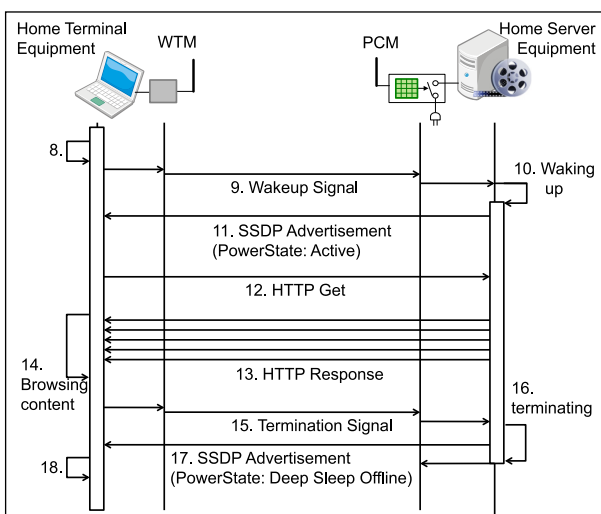 Home Terminal
Equipment
WTM
PCM
Home Server
Equipment
8.
9. Wakeup Signal
10. Waking
up
11. SSDP Advertisement
(PowerState: Active)
12. HTTP Get
13. HTTP Response
14.
Browsing
content
15. Termination Signal
16.
terminating
17. SSDP Advertisement
(PowerState: Deep Sleep Offline)
18.